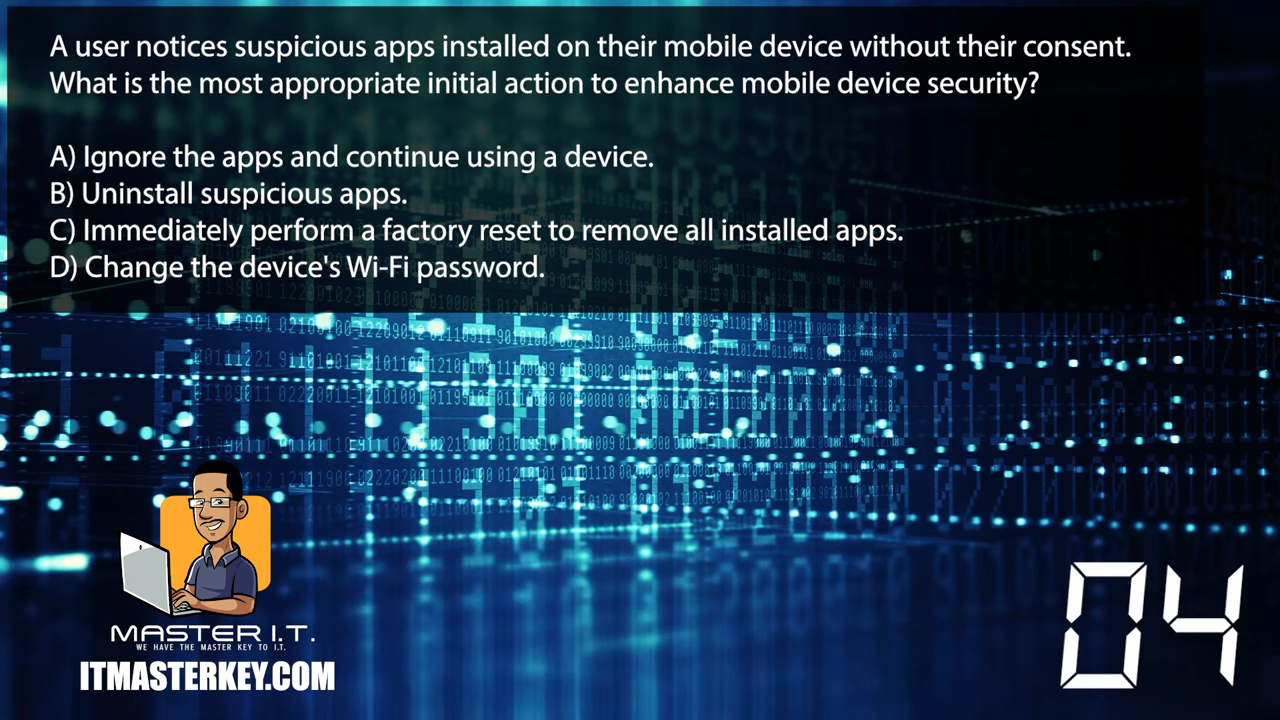 A user notices suspicious apps installed on their mobile device without their consent.
What is the most appropriate initial action to enhance mobile device security?
A) Ignore the apps and continue using a device.
B) Uninstall suspicious apps.
C) Immediately perform a factory reset to remove all installed apps.
D) Change the device's Wi-Fi password.
MASTER I.T.
WE HAVE THE MASTER KEY TO I.T.
ITMASTERKEY.COM
04